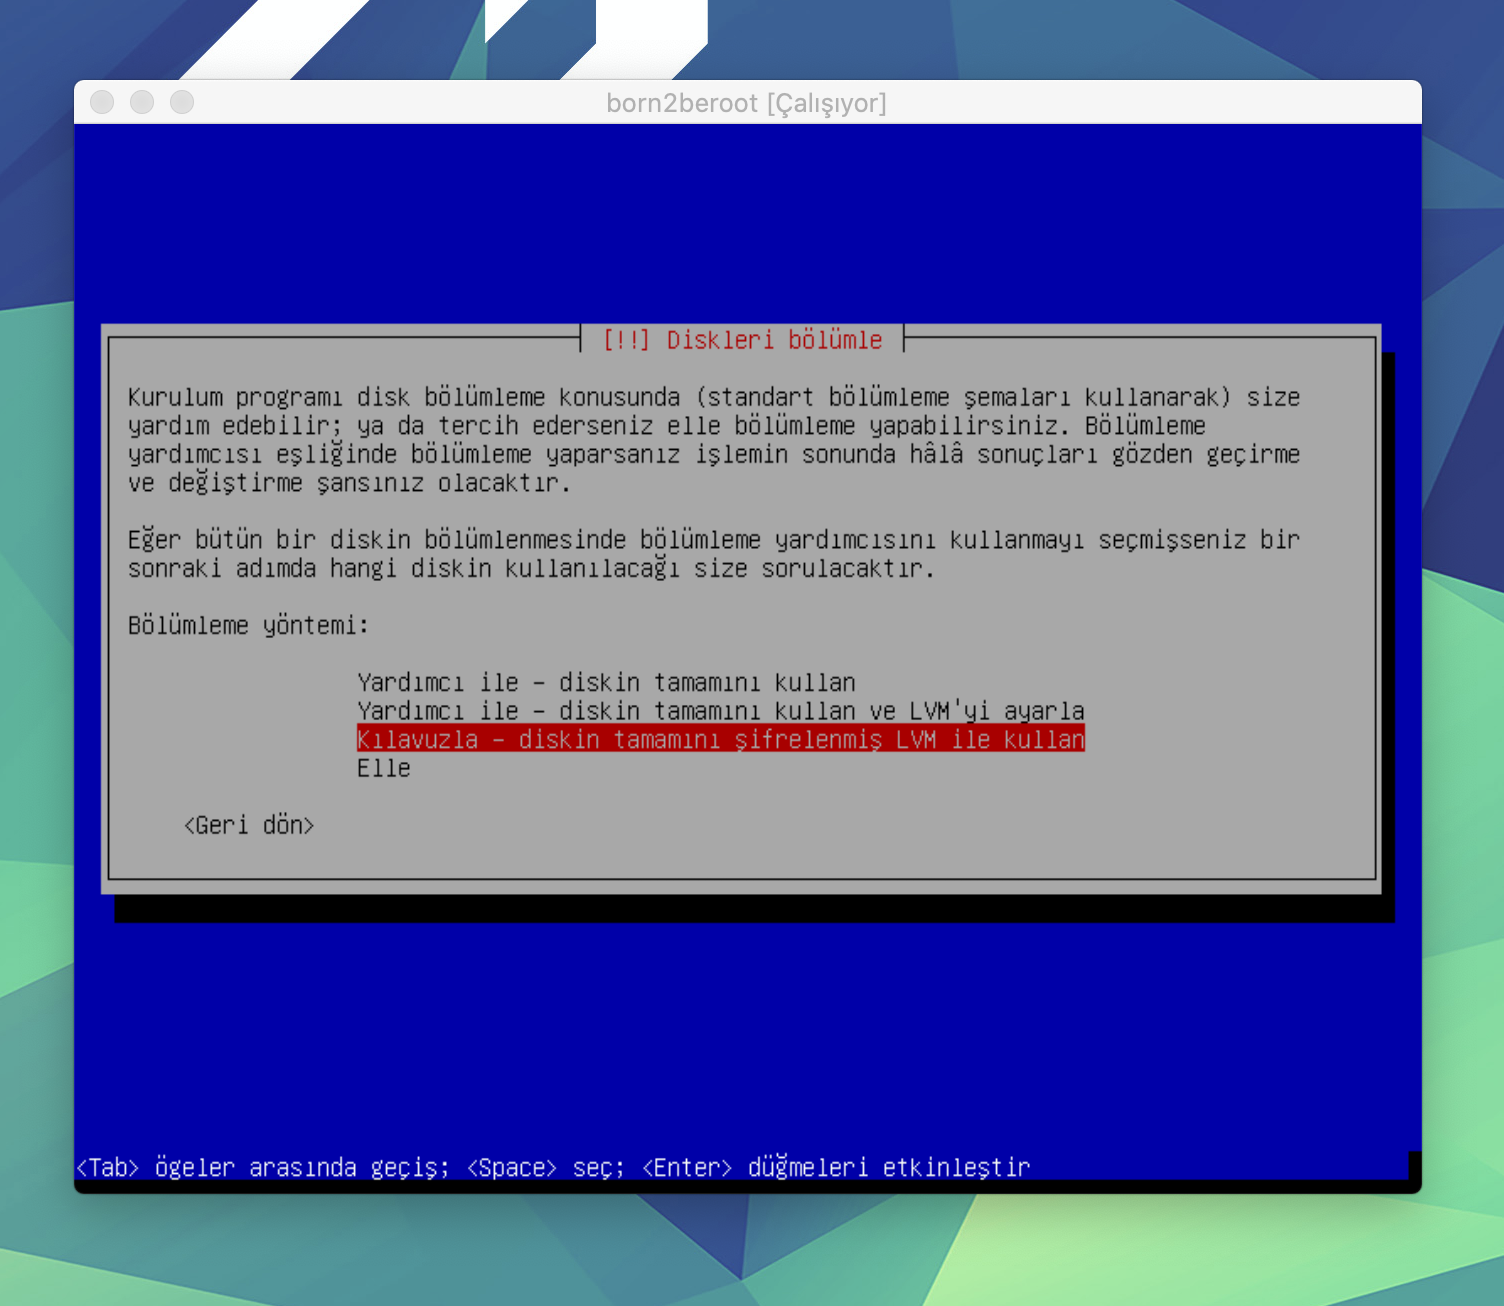 born2beroot [Çalışıyor]
[!!] Diskleri bölümle
Kurulum programı disk bölümleme konusunda (standart bölümleme şemaları kullanarak) size
yardım edebilir; ya da tercih ederseniz elle bölümleme yapabilirsiniz. Bölümleme
yardımcısı eşliğinde bölümleme yaparsanız işlemin sonunda hâlâ sonuçları gözden geçirme
ve değiştirme şansınız olacaktır.
Eğer bütün bir diskin bölümlenmesinde bölümleme yardımcısını kullanmayı seçmişseniz bir
sonraki adımda hangi diskin kullanılacağı size sorulacaktır.
Bölümleme yöntemi:
Yardımcı ile – diskin tamamını kullan
Yardımcı ile – diskin tamamını kullan ve LVM'yi ayarla
Kılavuzla – diskin tamamını şifrelenmiş LVM ile kullan
Elle
<Geri dön>
<Tab> ögeler arasında geçiş; <Space> seç; <Enter> düğmeleri etkinleştir